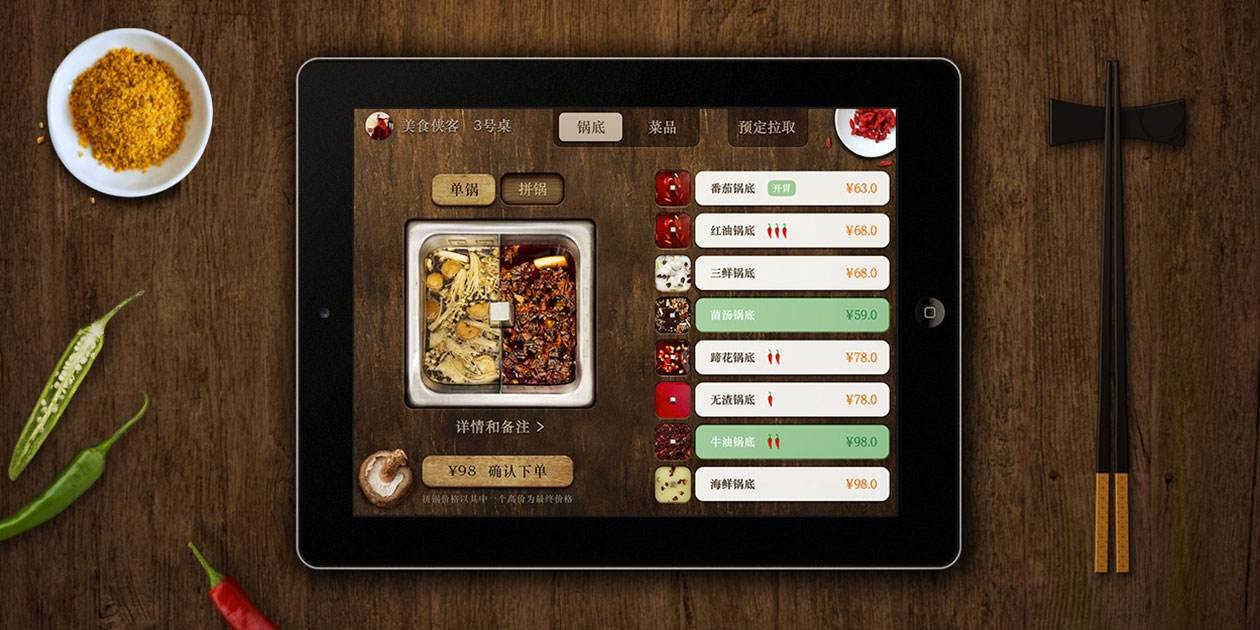 美食侠客 3号桌
锅底 菜品
预定拉取
单锅 拼锅
详情和备注 >
¥98 确认下单
拼锅价格以其中一个高价为最终价格
番茄锅底 开胃 ¥63.0
红油锅底 ¥68.0
三鲜锅底 ¥68.0
菌汤锅底 ¥59.0
蹄花锅底 ¥78.0
无渣锅底 ¥78.0
牛油锅底 ¥98.0
海鲜锅底 ¥98.0